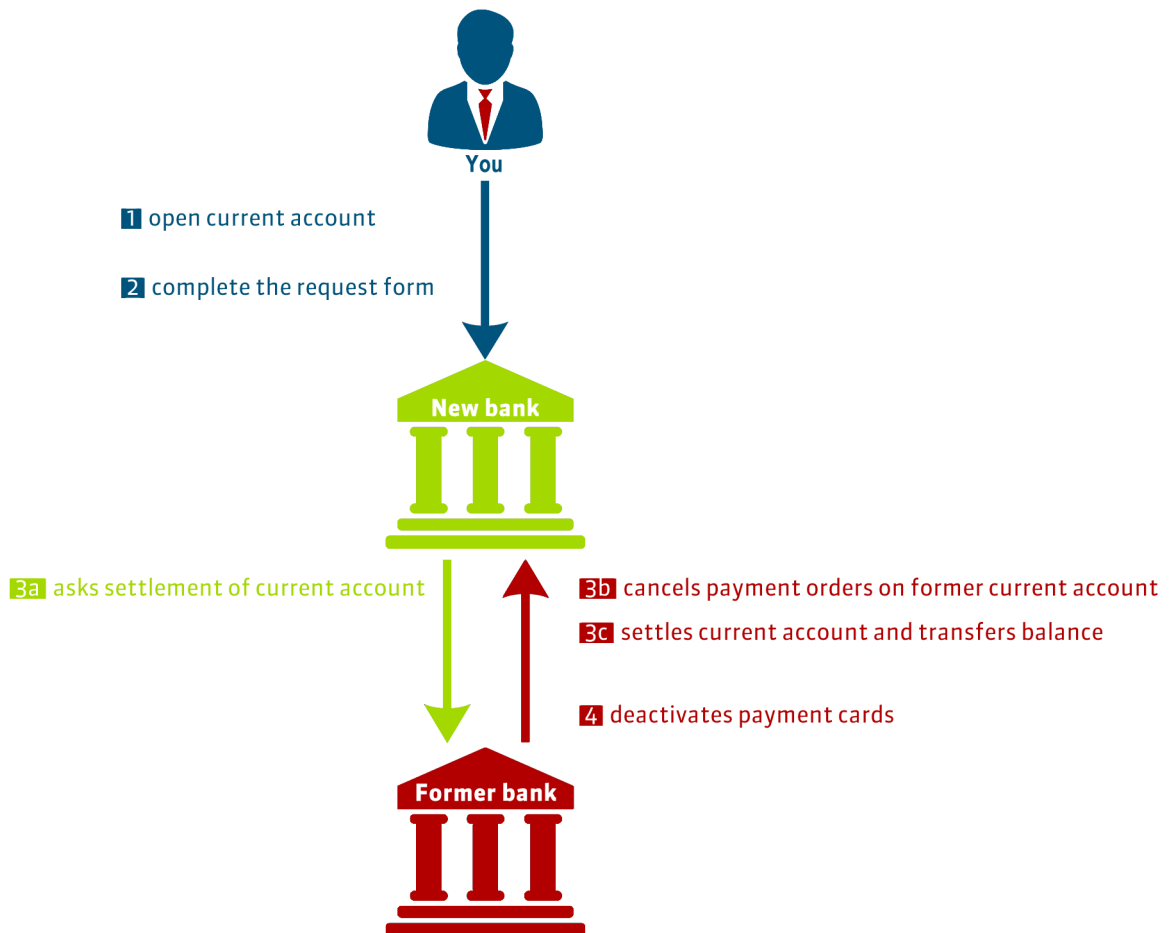 You
1 open current account
2 complete the request form
New bank
3a asks settlement of current account
3b cancels payment orders on former current account
3c settles current account and transfers balance
4 deactivates payment cards
Former bank